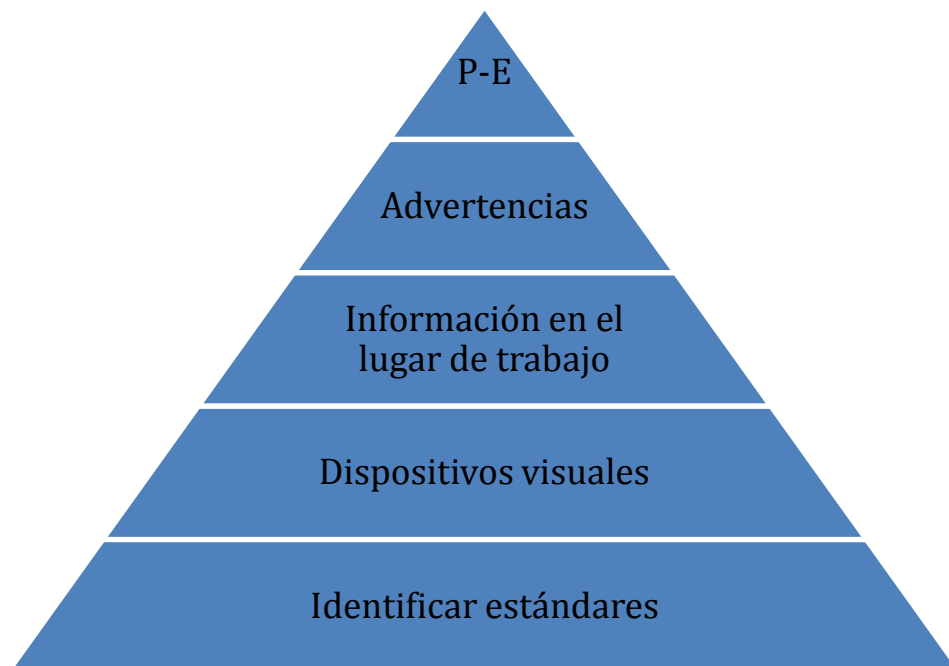 P-E
Advertencias
Información en el
lugar de trabajo
Dispositivos visuales
Identificar estándares